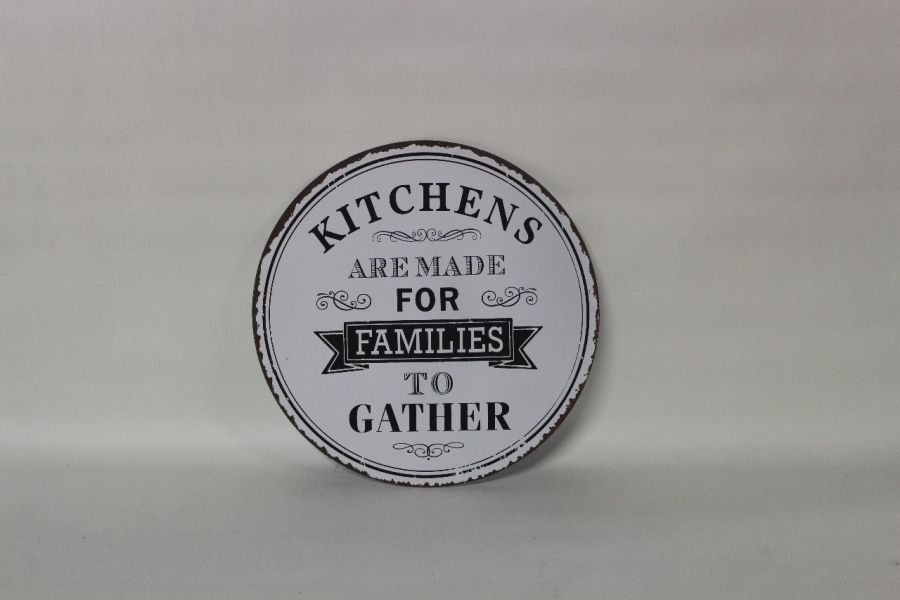 KITCHENS
ARE MADE
FOR
FAMILIES
TO
GATHER